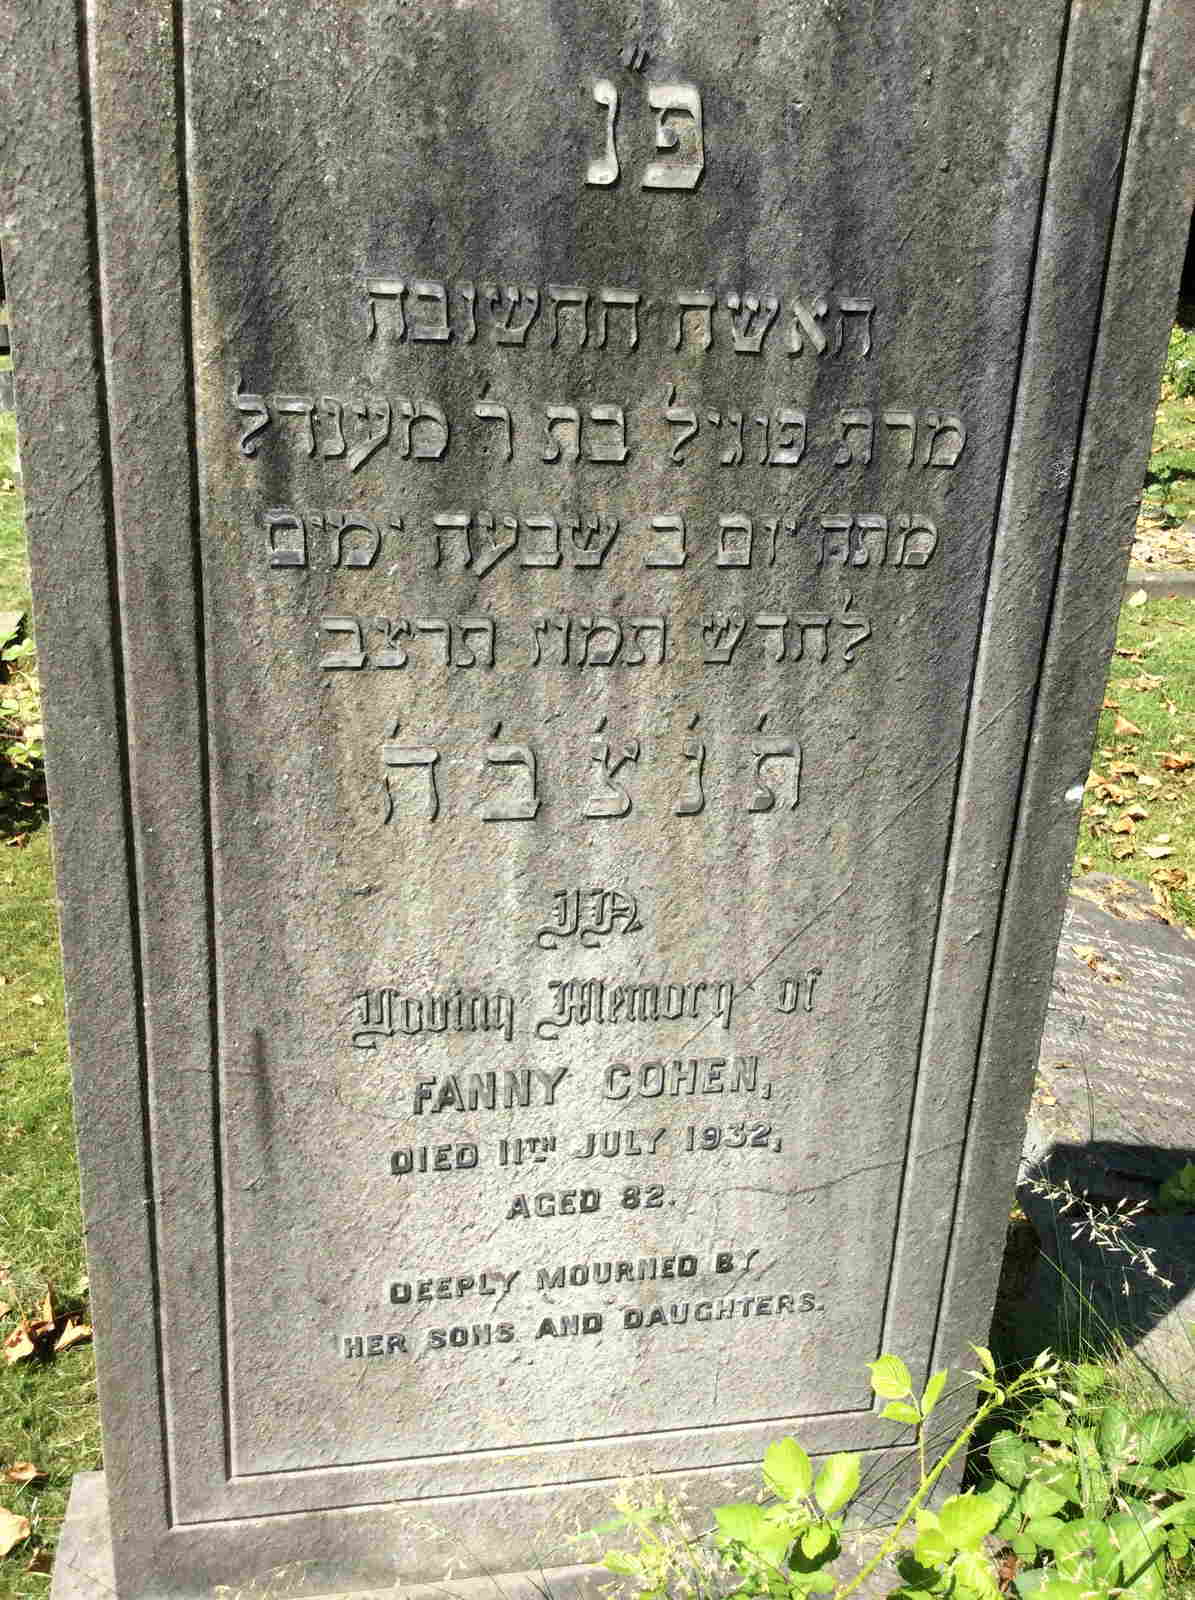 פ״נ
האשה החשובה
מרת פוגיל בת ר' מענדל
מתה יום ב שבעה ימים
לחדש תמוז תרצב
ת' נ' צ' ב' ה'
In
Loving Memory of
FANNY COHEN,
DIED 11TH JULY 1932,
AGED 82.
DEEPLY MOURNED BY
HER SONS AND DAUGHTERS.